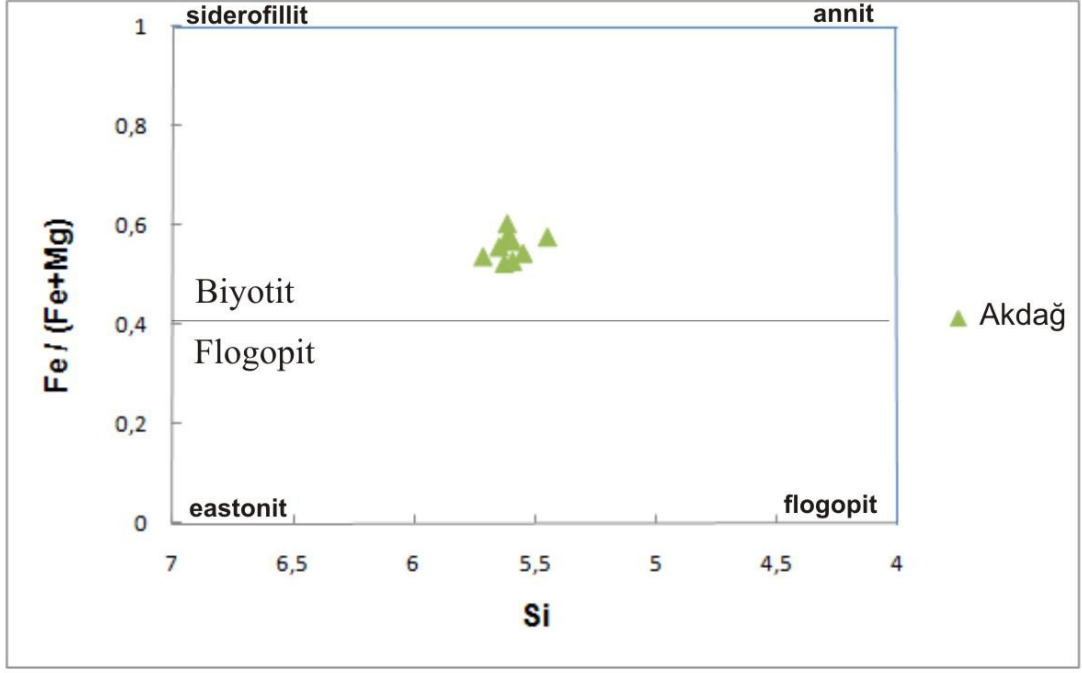 siderofillit
annit
1
0,8
0,6
0,4
0,2
0
Fe / (Fe+Mg)
Biyotit
Flogopit
Akdağ
eastonit
flogopit
7
6,5
6
5,5
5
4,5
4
Si